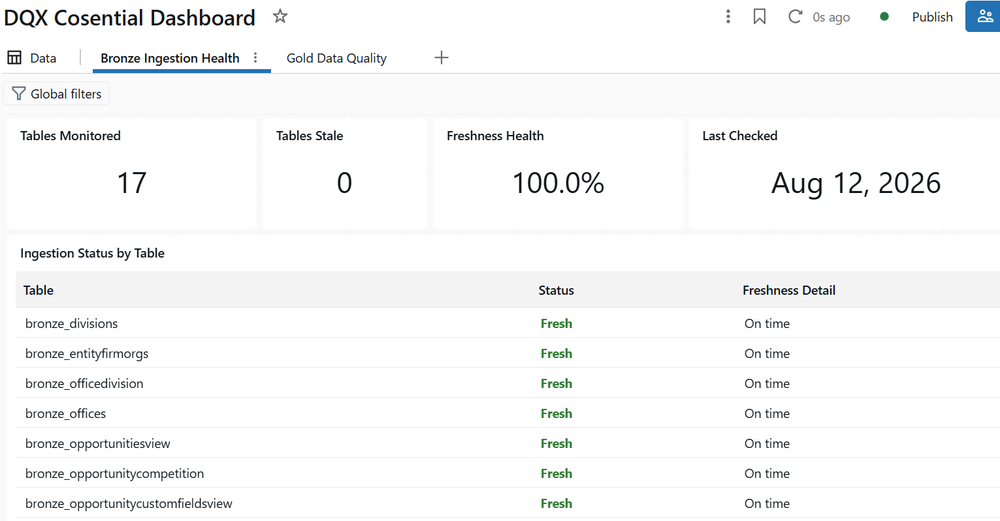 DQX Cosential Dashboard
0s ago
Publish
Data
Bronze Ingestion Health
Gold Data Quality
Global filters
Tables Monitored
17
Tables Stale
0
Freshness Health
100.0%
Last Checked
Aug 12, 2026
Ingestion Status by Table
Table Status Freshness Detail
bronze_divisions Fresh On time
bronze_entityfirmorgs Fresh On time
bronze_officedivision Fresh On time
bronze_offices Fresh On time
bronze_opportunitiesview Fresh On time
bronze_opportunitycompetition Fresh On time
bronze_opportunitycustomfieldsview Fresh On time